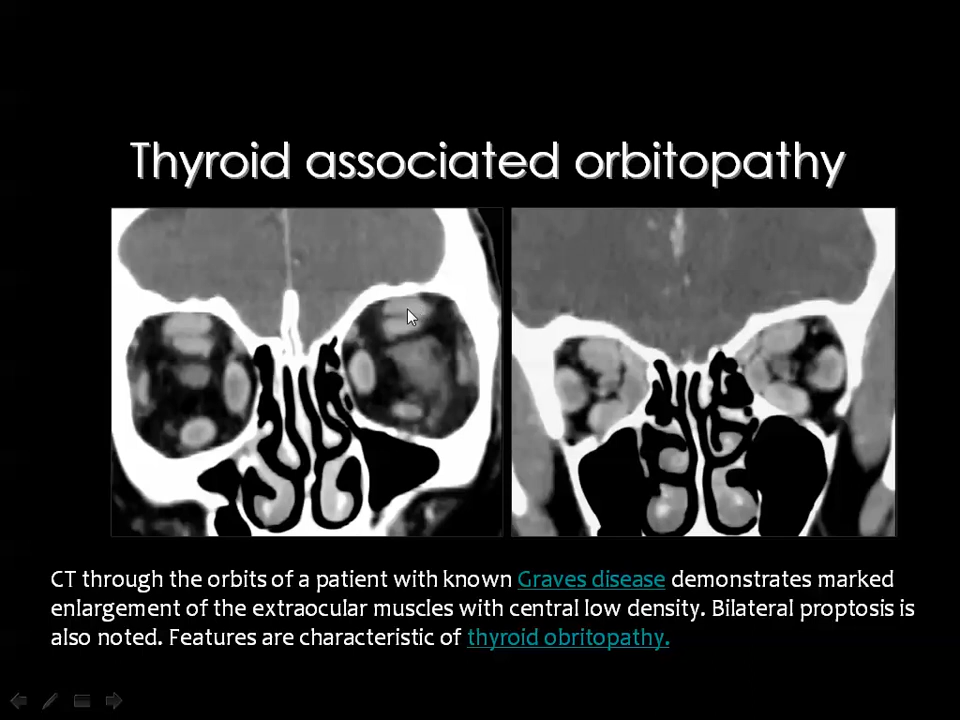 Thyroid associated orbitopathy
CT through the orbits of a patient with known Graves disease demonstrates marked
enlargement of the extraocular muscles with central low density. Bilateral proptosis is
also noted. Features are characteristic of thyroid obritopathy.